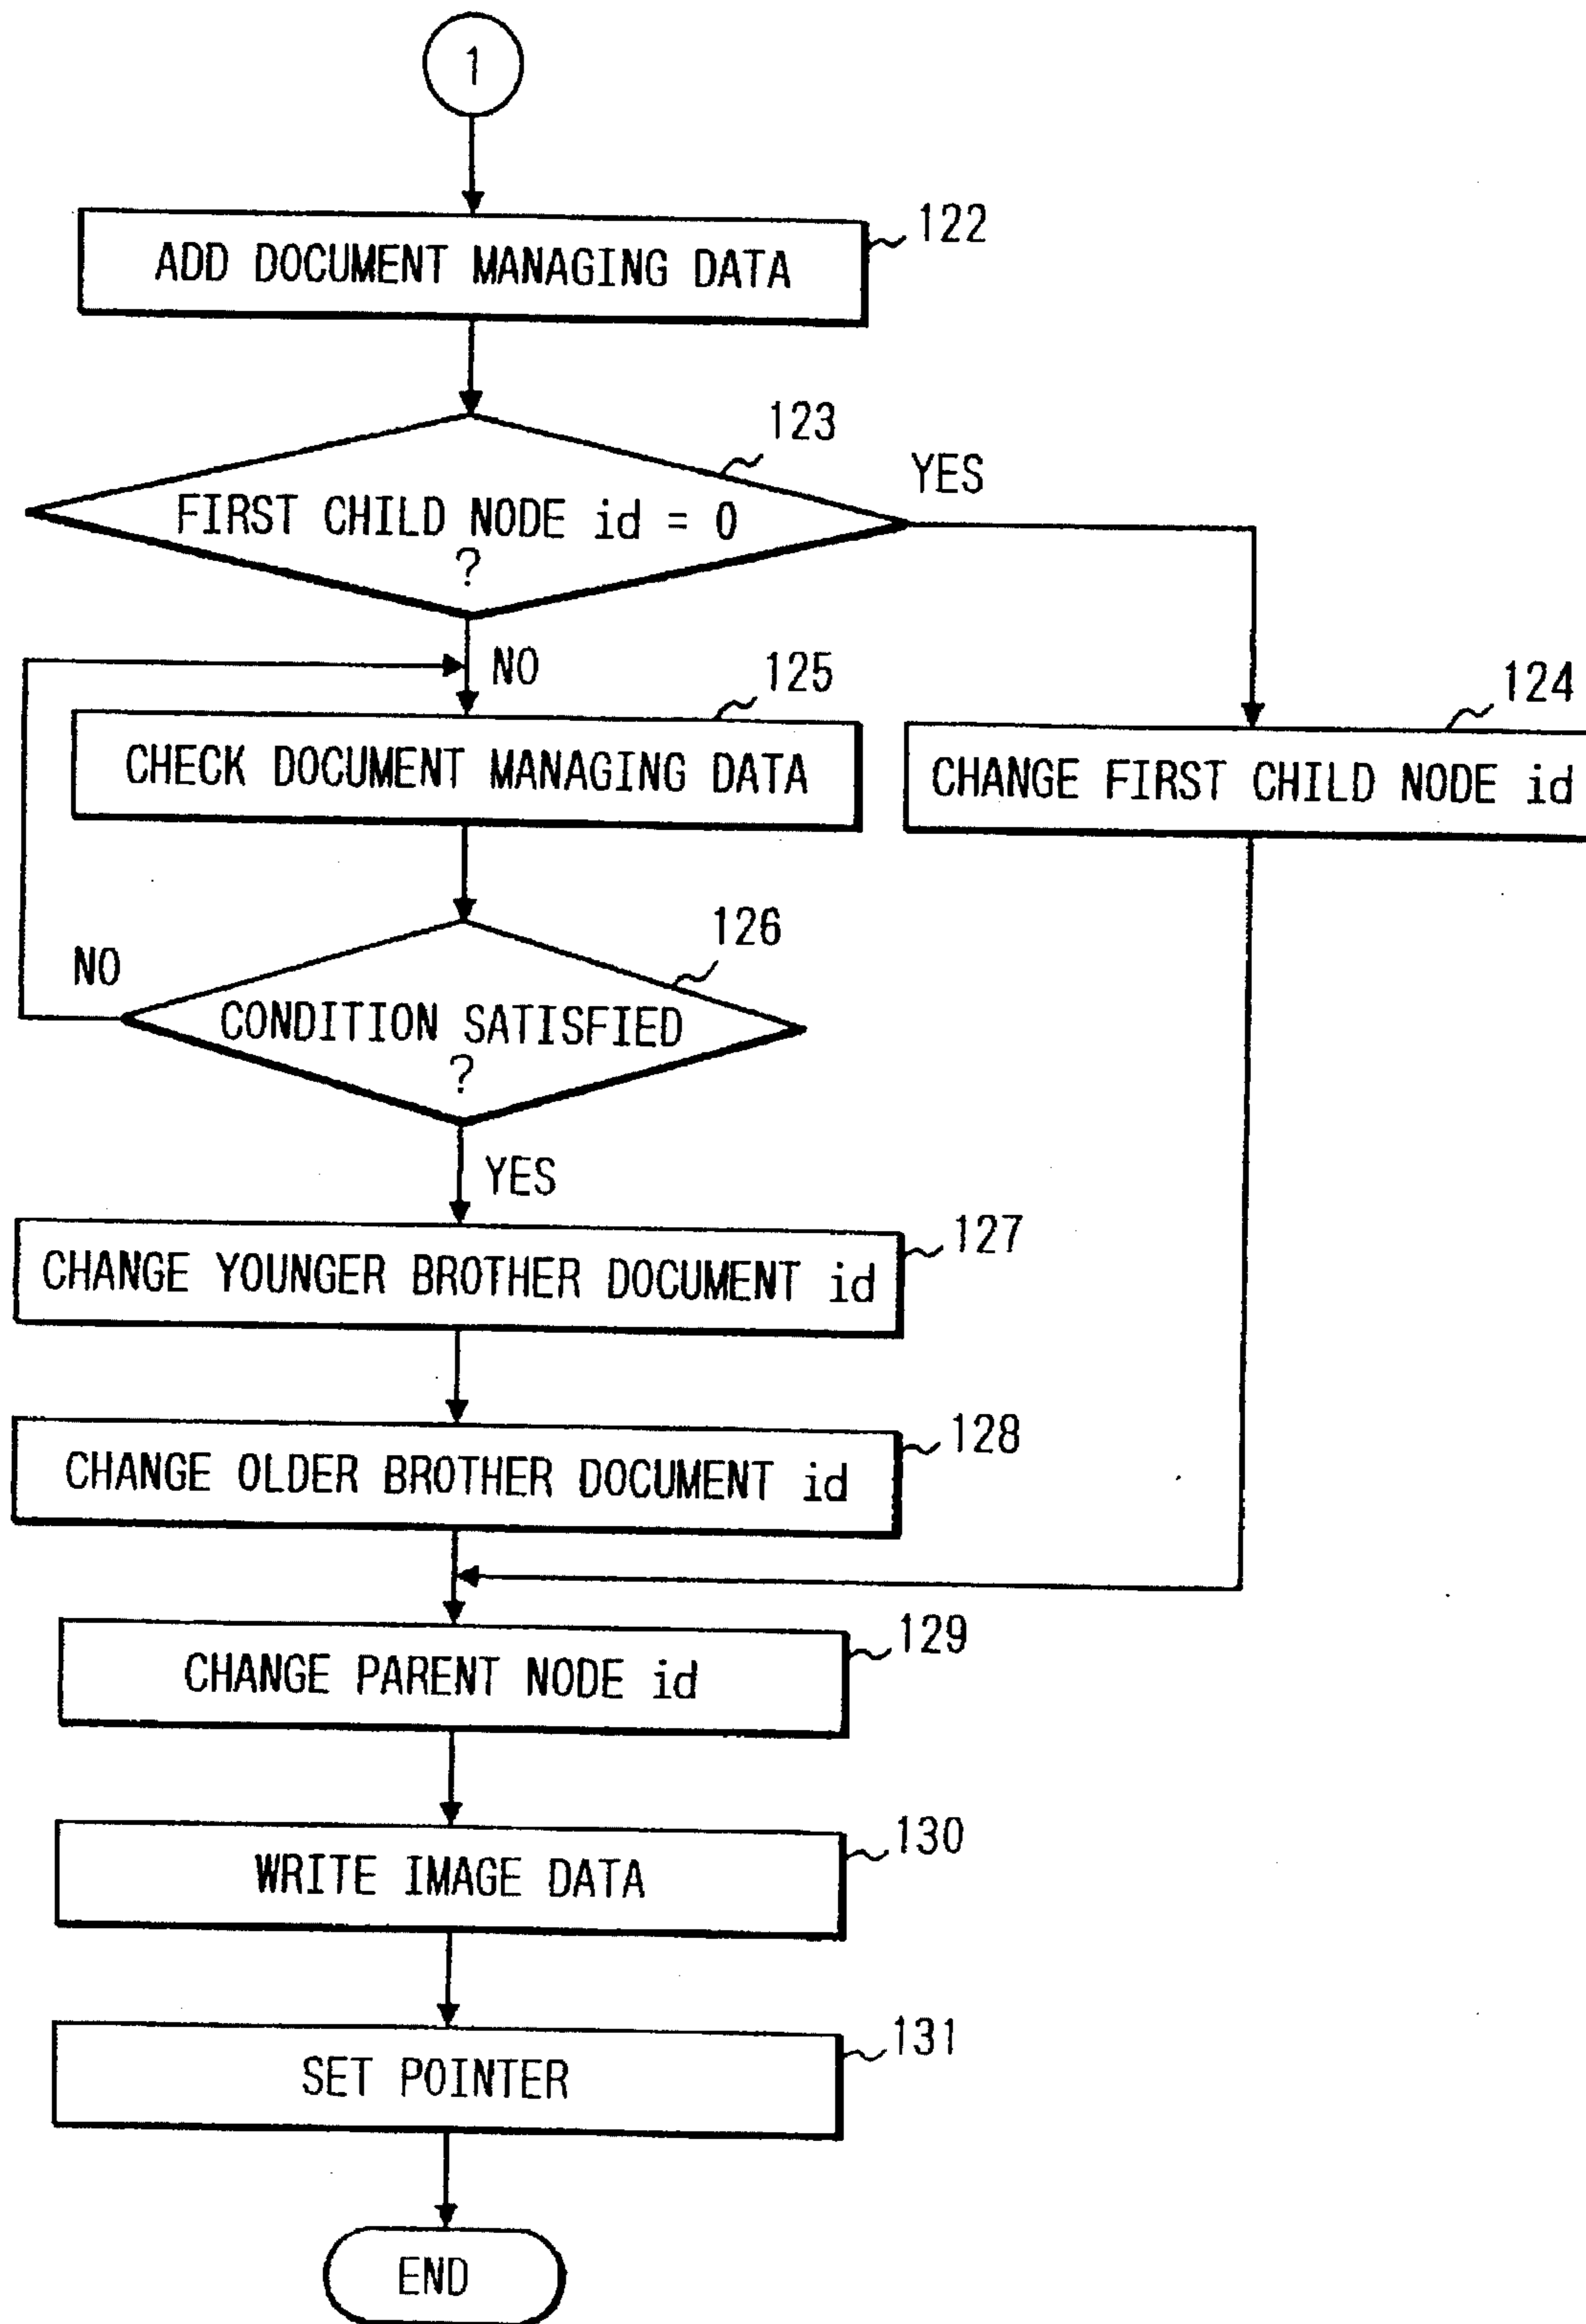 1
122
ADD DOCUMENT MANAGING DATA
123
YES
FIRST CHILD NODE id = 0
?
NO
125
124
CHECK DOCUMENT MANAGING DATA
CHANGE FIRST CHILD NODE id
126
NO
CONDITION SATISFIED
?
YES
127
CHANGE YOUNGER BROTHER DOCUMENT id
128
CHANGE OLDER BROTHER DOCUMENT id
129
CHANGE PARENT NODE id
130
WRITE IMAGE DATA
131
SET POINTER
END